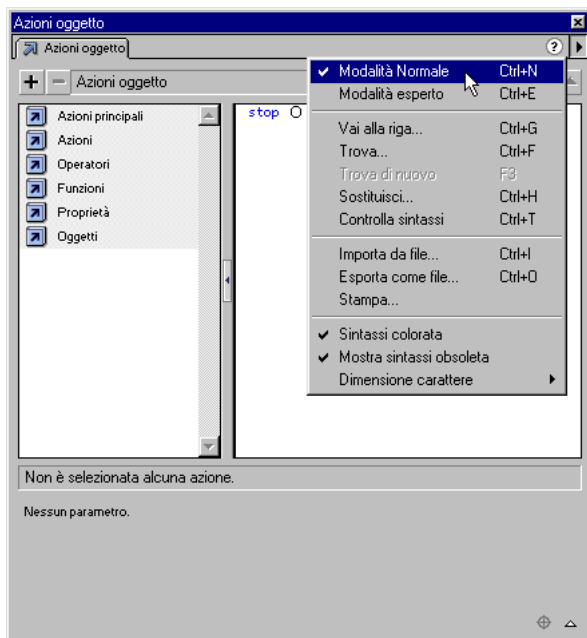 Azioni oggetto
Azioni oggetto
?
+ − Azioni oggetto
Azioni principali
Azioni
Operatori
Funzioni
Proprietà
Oggetti
stop ()
Modalità Normale Ctrl+N
Modalità esperto Ctrl+E
Vai alla riga... Ctrl+G
Trova... Ctrl+F
Trova di nuovo F3
Sostituisci... Ctrl+H
Controlla sintassi Ctrl+T
Importa da file... Ctrl+I
Esporta come file... Ctrl+O
Stampa...
Sintassi colorata
Mostra sintassi obsoleta
Dimensione carattere
Non è selezionata alcuna azione.
Nessun parametro.